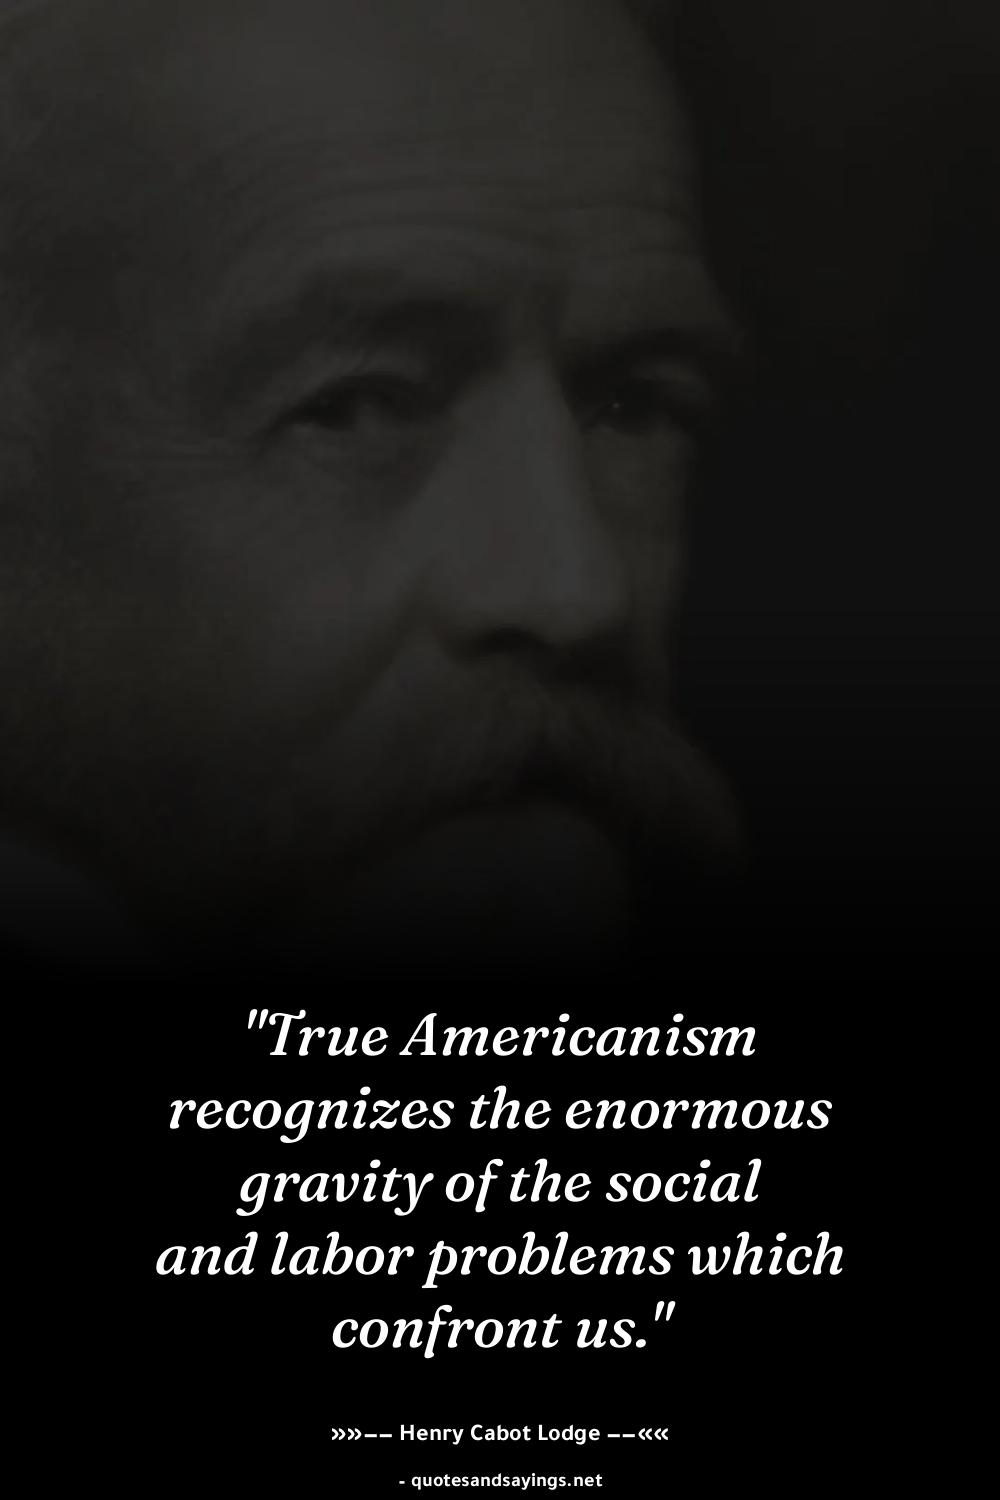 "True Americanism
recognizes the enormous
gravity of the social
and labor problems which
confront us."
»»–– Henry Cabot Lodge ––««
- quotesandsayings.net